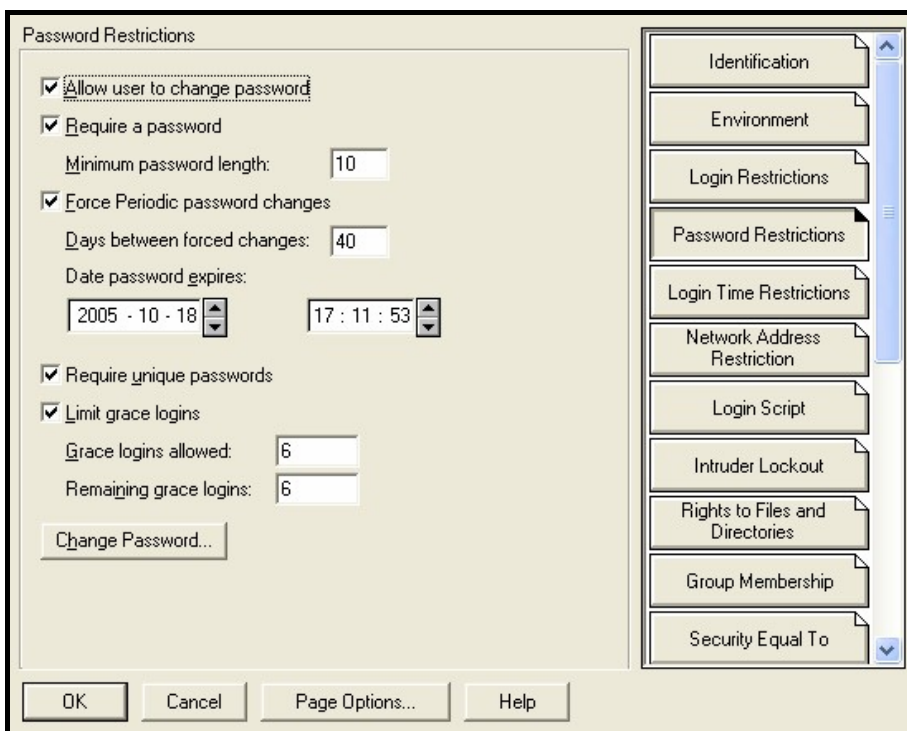 Password Restrictions
Allow user to change password
Require a password
Minimum password length: 10
Force Periodic password changes
Days between forced changes: 40
Date password expires:
2005 - 10 - 18 17 : 11 : 53
Require unique passwords
Limit grace logins
Grace logins allowed: 6
Remaining grace logins: 6
Change Password...
Identification
Environment
Login Restrictions
Password Restrictions
Login Time Restrictions
Network Address
Restriction
Login Script
Intruder Lockout
Rights to Files and
Directories
Group Membership
Security Equal To
OK Cancel Page Options... Help